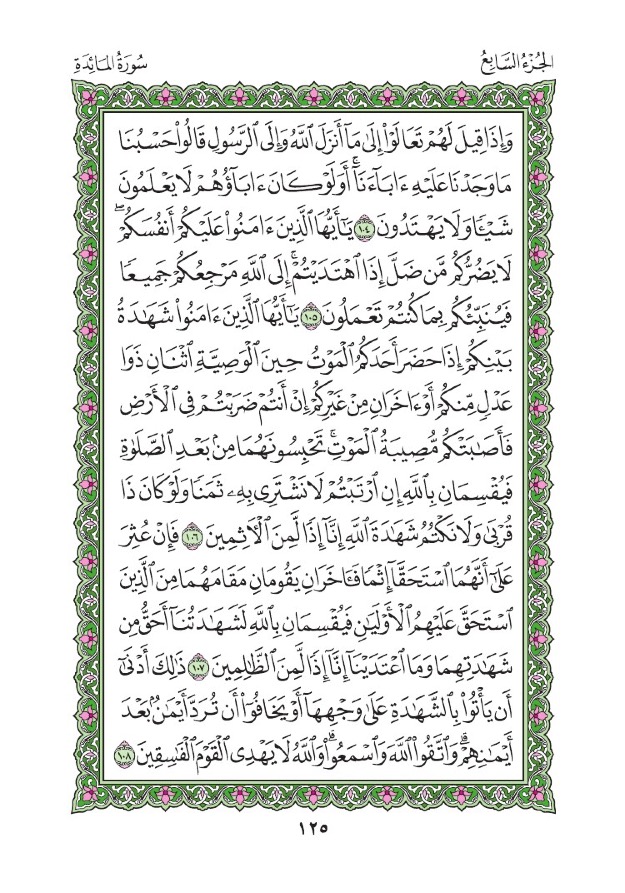 الجُزْءُ السَّابِعُ
سُورَةُ المَائِدَةِ
وَإِذَا قِيلَ لَهُمْ تَعَالَوْا۟ إِلَىٰ مَآ أَنزَلَ ٱللَّهُ وَإِلَى ٱلرَّسُولِ قَالُوا۟ حَسْبُنَا
مَا وَجَدْنَا عَلَيْهِ ءَابَآءَنَآ ۚ أَوَلَوْ كَانَ ءَابَآؤُهُمْ لَا يَعْلَمُونَ
شَيْـًٔا وَلَا يَهْتَدُونَ ١٠٤ يَـٰٓأَيُّهَا ٱلَّذِينَ ءَامَنُوا۟ عَلَيْكُمْ أَنفُسَكُمْ ۖ
لَا يَضُرُّكُم مَّن ضَلَّ إِذَا ٱهْتَدَيْتُمْ ۚ إِلَى ٱللَّهِ مَرْجِعُكُمْ جَمِيعًا
فَيُنَبِّئُكُم بِمَا كُنتُمْ تَعْمَلُونَ ١٠٥ يَـٰٓأَيُّهَا ٱلَّذِينَ ءَامَنُوا۟ شَهَـٰدَةُ
بَيْنِكُمْ إِذَا حَضَرَ أَحَدَكُمُ ٱلْمَوْتُ حِينَ ٱلْوَصِيَّةِ ٱثْنَانِ ذَوَا
عَدْلٍ مِّنكُمْ أَوْ ءَاخَرَانِ مِنْ غَيْرِكُمْ إِنْ أَنتُمْ ضَرَبْتُمْ فِى ٱلْأَرْضِ
فَأَصَـٰبَتْكُم مُّصِيبَةُ ٱلْمَوْتِ ۚ تَحْبِسُونَهُمَا مِنۢ بَعْدِ ٱلصَّلَوٰةِ
فَيُقْسِمَانِ بِٱللَّهِ إِنِ ٱرْتَبْتُمْ لَا نَشْتَرِى بِهِۦ ثَمَنًا وَلَوْ كَانَ ذَا
قُرْبَىٰ ۙ وَلَا نَكْتُمُ شَهَـٰدَةَ ٱللَّهِ إِنَّآ إِذًا لَّمِنَ ٱلْـَٔاثِمِينَ ١٠٦ فَإِنْ عُثِرَ
عَلَىٰٓ أَنَّهُمَا ٱسْتَحَقَّآ إِثْمًا فَـَٔاخَرَانِ يَقُومَانِ مَقَامَهُمَا مِنَ ٱلَّذِينَ
ٱسْتَحَقَّ عَلَيْهِمُ ٱلْأَوْلَيَـٰنِ فَيُقْسِمَانِ بِٱللَّهِ لَشَهَـٰدَتُنَآ أَحَقُّ مِن
شَهَـٰدَتِهِمَا وَمَا ٱعْتَدَيْنَآ إِنَّآ إِذًا لَّمِنَ ٱلظَّـٰلِمِينَ ١٠٧ ذَٰلِكَ أَدْنَىٰٓ
أَن يَأْتُوا۟ بِٱلشَّهَـٰدَةِ عَلَىٰ وَجْهِهَآ أَوْ يَخَافُوٓا۟ أَن تُرَدَّ أَيْمَـٰنٌۢ بَعْدَ
أَيْمَـٰنِهِمْ ۗ وَٱتَّقُوا۟ ٱللَّهَ وَٱسْمَعُوا۟ ۗ وَٱللَّهُ لَا يَهْدِى ٱلْقَوْمَ ٱلْفَـٰسِقِينَ ١٠٨
١٢٥